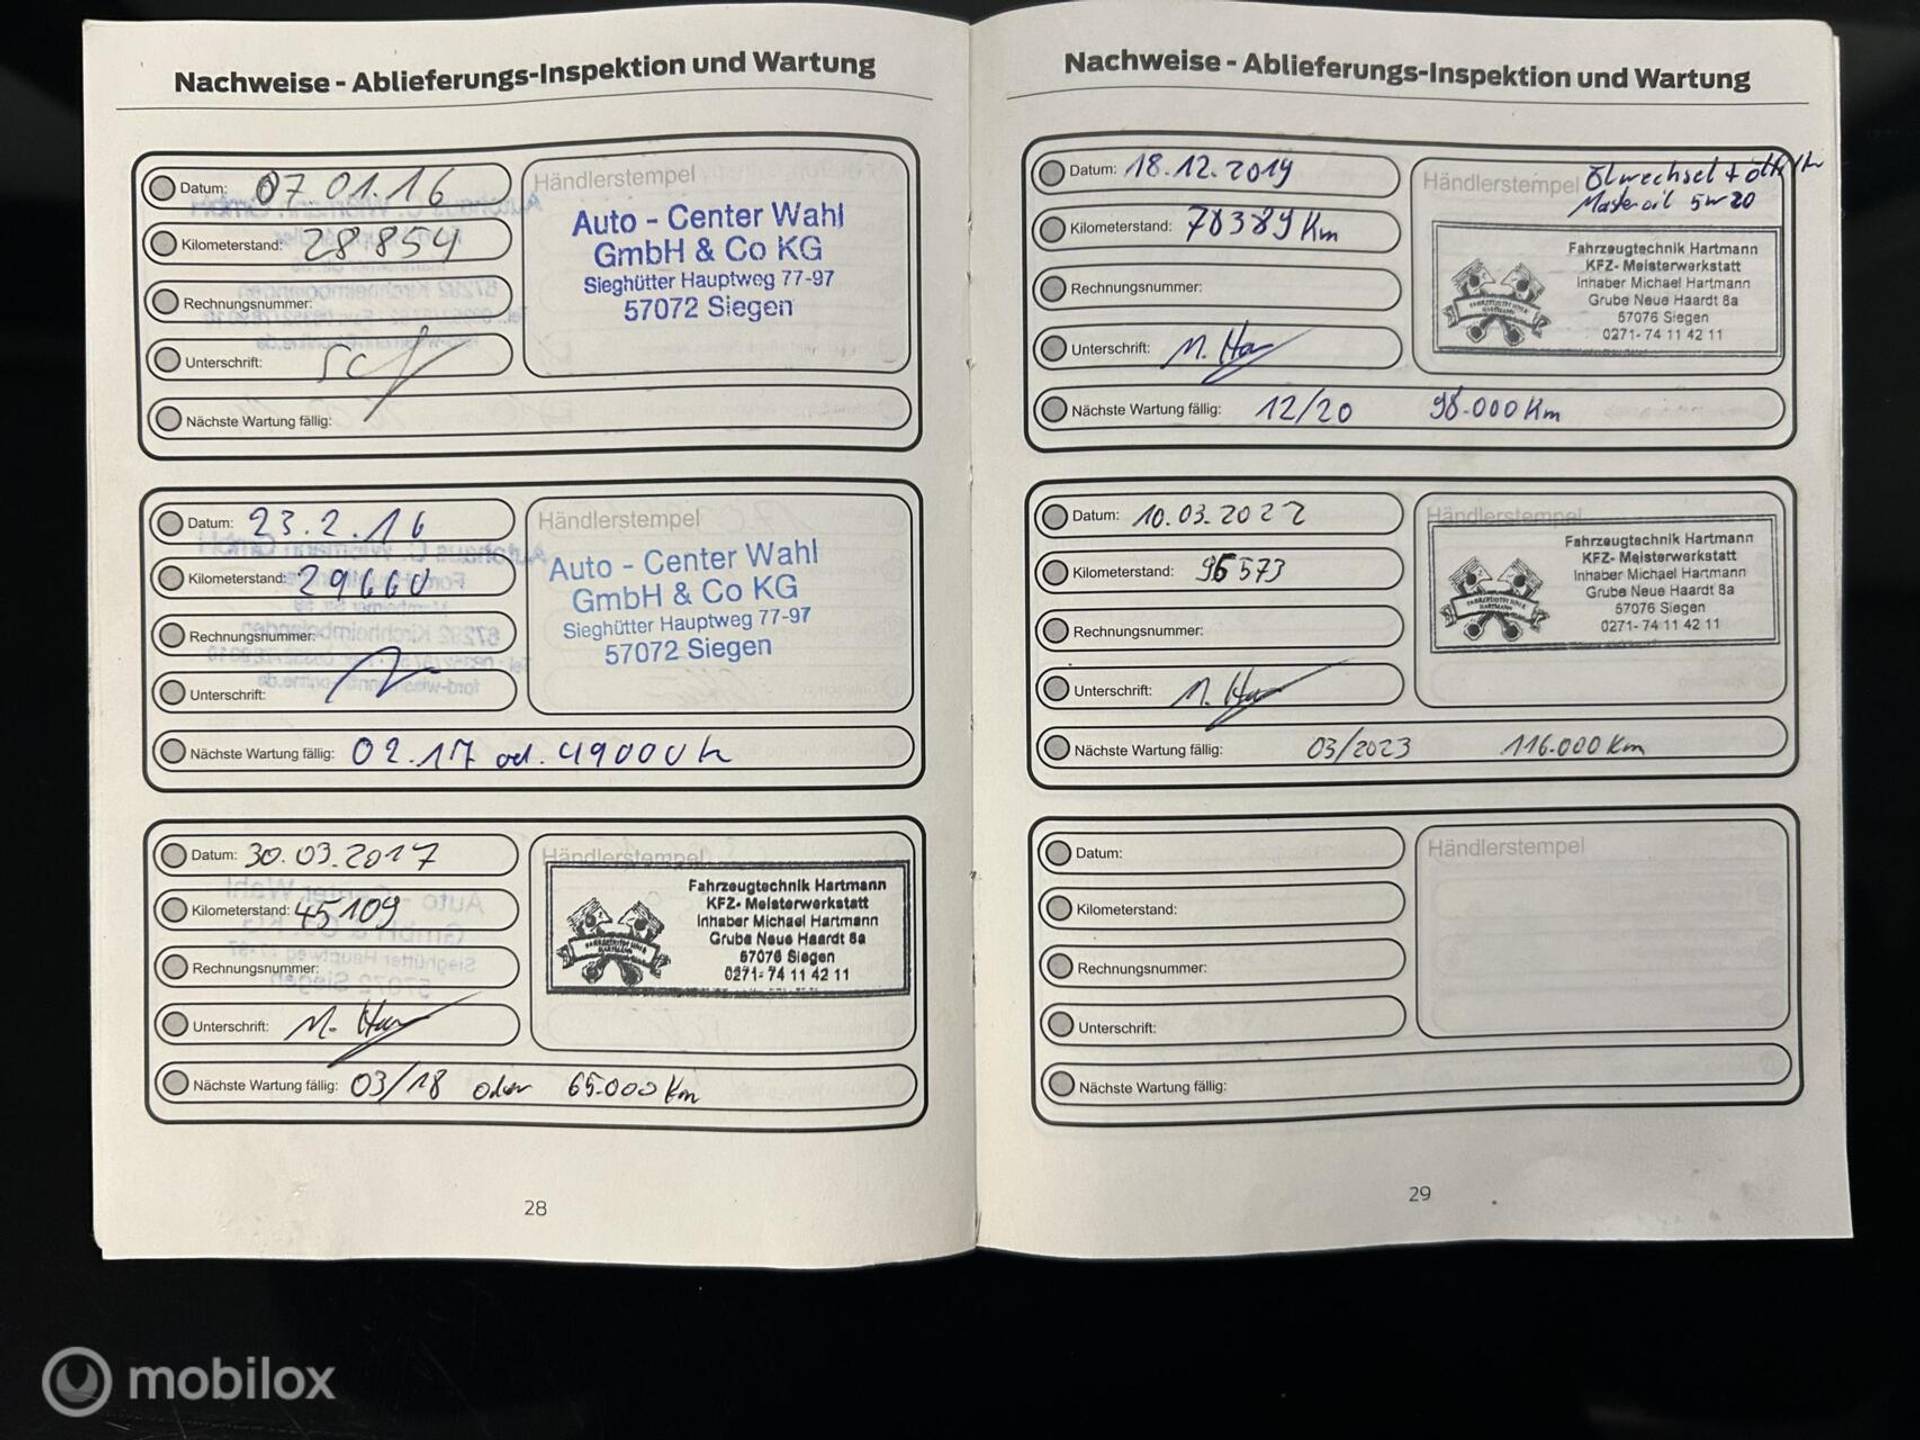 Nachweise - Ablieferungs-Inspektion und Wartung
Datum: 07.01.16
Kilometerstand: 28854
Rechnungsnummer:
Unterschrift:
Nächste Wartung fällig:
Händlerstempel
Auto - Center Wahl
GmbH & Co KG
Sieghütter Hauptweg 77-97
57072 Siegen
Datum: 23.2.16
Kilometerstand: 29660
Rechnungsnummer:
Unterschrift:
Nächste Wartung fällig: 02.17 od. 49000 k
Händlerstempel
Auto - Center Wahl
GmbH & Co KG
Sieghütter Hauptweg 77-97
57072 Siegen
Datum: 30.03.2017
Kilometerstand: 45109
Rechnungsnummer:
Unterschrift: M. Ha
Nächste Wartung fällig: 03/18 oder 65.000 Km
Händlerstempel
Fahrzeugtechnik Hartmann
KFZ- Meisterwerkstatt
Inhaber Michael Hartmann
Grube Neue Haardt 8a
57076 Siegen
0271- 74 11 42 11
28
Nachweise - Ablieferungs-Inspektion und Wartung
Datum: 18.12.2019
Kilometerstand: 78389 Km
Rechnungsnummer:
Unterschrift: M. Ha
Nächste Wartung fällig: 12/20 98.000 Km
Händlerstempel
Ölwechsel +
Masteroil 5w20
Fahrzeugtechnik Hartmann
KFZ- Meisterwerkstatt
Inhaber Michael Hartmann
Grube Neue Haardt 8a
57076 Siegen
0271- 74 11 42 11
Datum: 10.03.2022
Kilometerstand: 96573
Rechnungsnummer:
Unterschrift: M. Ha
Nächste Wartung fällig: 03/2023 116.000 Km
Händlerstempel
Fahrzeugtechnik Hartmann
KFZ- Meisterwerkstatt
Inhaber Michael Hartmann
Grube Neue Haardt 8a
57076 Siegen
0271- 74 11 42 11
Datum:
Kilometerstand:
Rechnungsnummer:
Unterschrift:
Nächste Wartung fällig:
Händlerstempel
29
mobilox